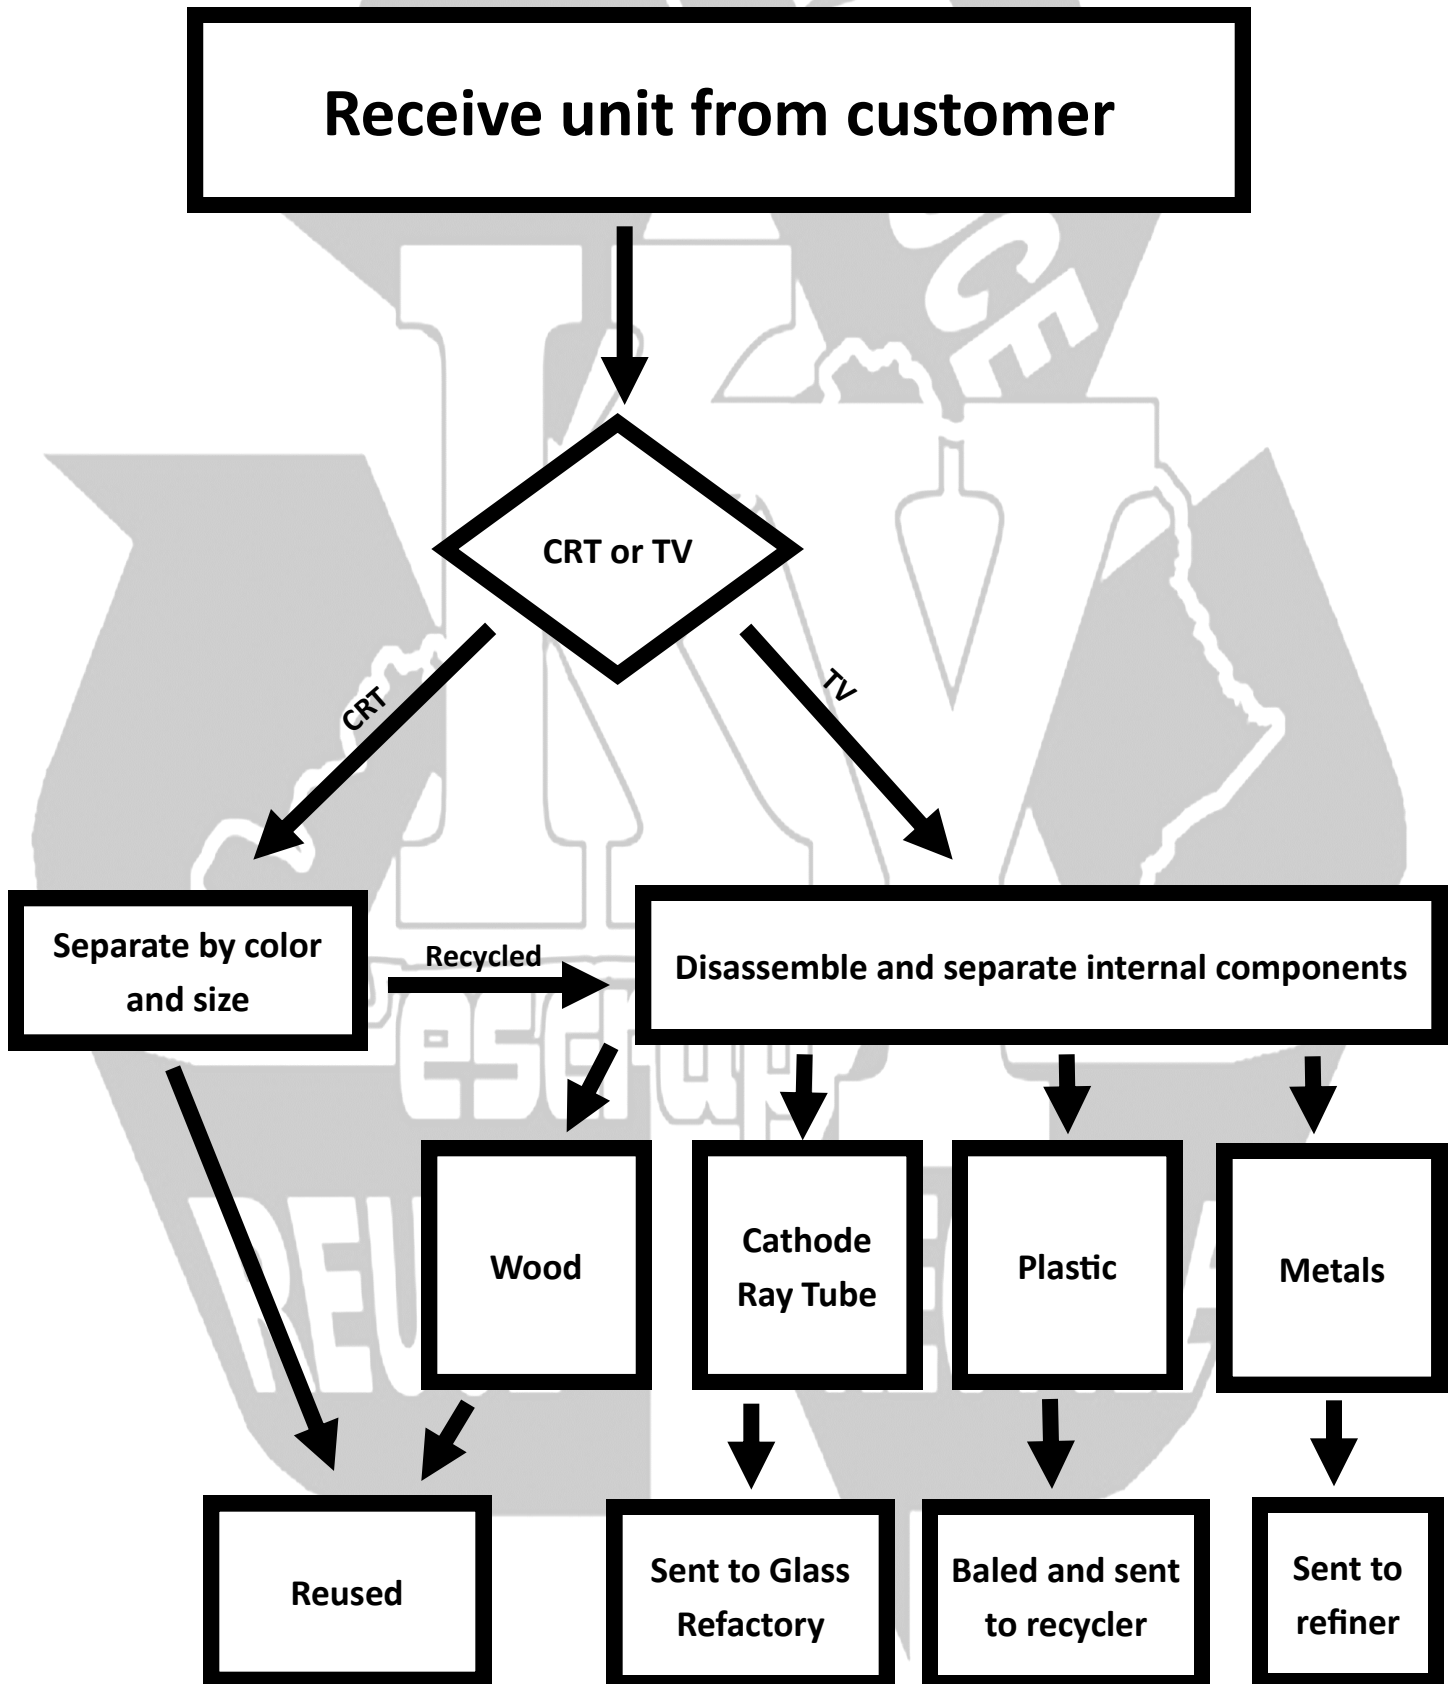 Receive unit from customer
CRT or TV
CRT
TV
Separate by color
and size
Recycled
Disassemble and separate internal components
Wood
Cathode
Ray Tube
Plastic
Metals
Reused
Sent to Glass
Refactory
Baled and sent
to recycler
Sent to
refiner
KY
escrap